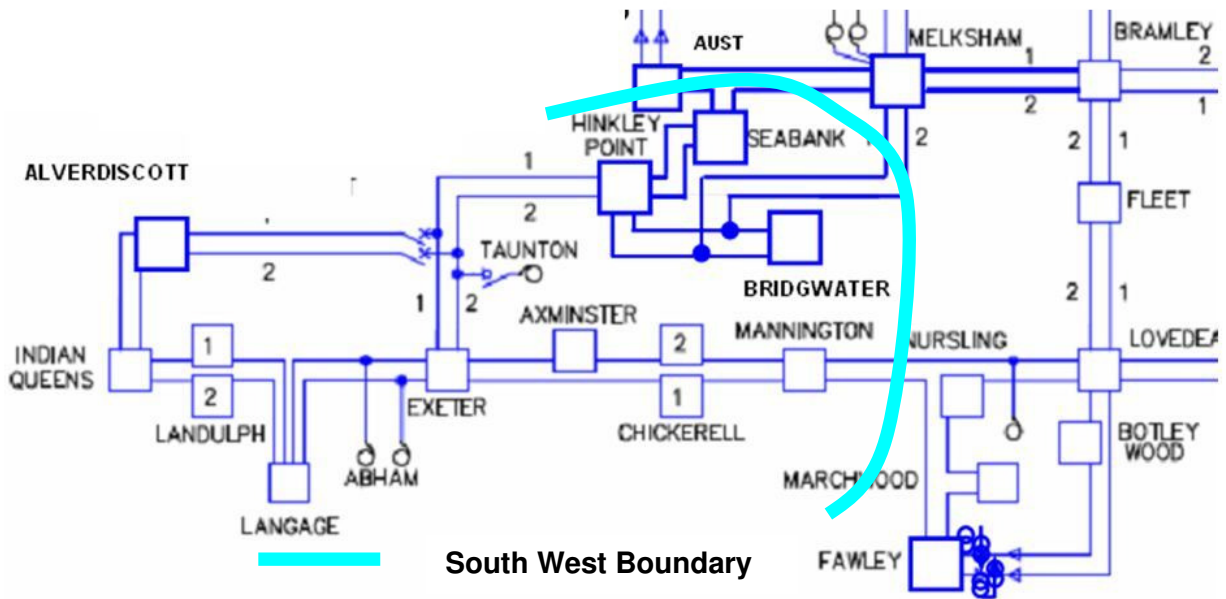 AUST
MELKSHAM
BRAMLEY
1
2
2
1
HINKLEY
POINT
SEABANK
1
2
2
1
ALVERDISCOTT
1
2
FLEET
2
TAUNTON
1
2
BRIDGWATER
2
1
AXMINSTER
MANNINGTON
NURSLING
LOVEDEA
INDIAN
QUEENS
1
2
2
1
LANDULPH
EXETER
CHICKERELL
BOTLEY
WOOD
ABHAM
MARCHWOOD
LANGAGE
South West Boundary
FAWLEY